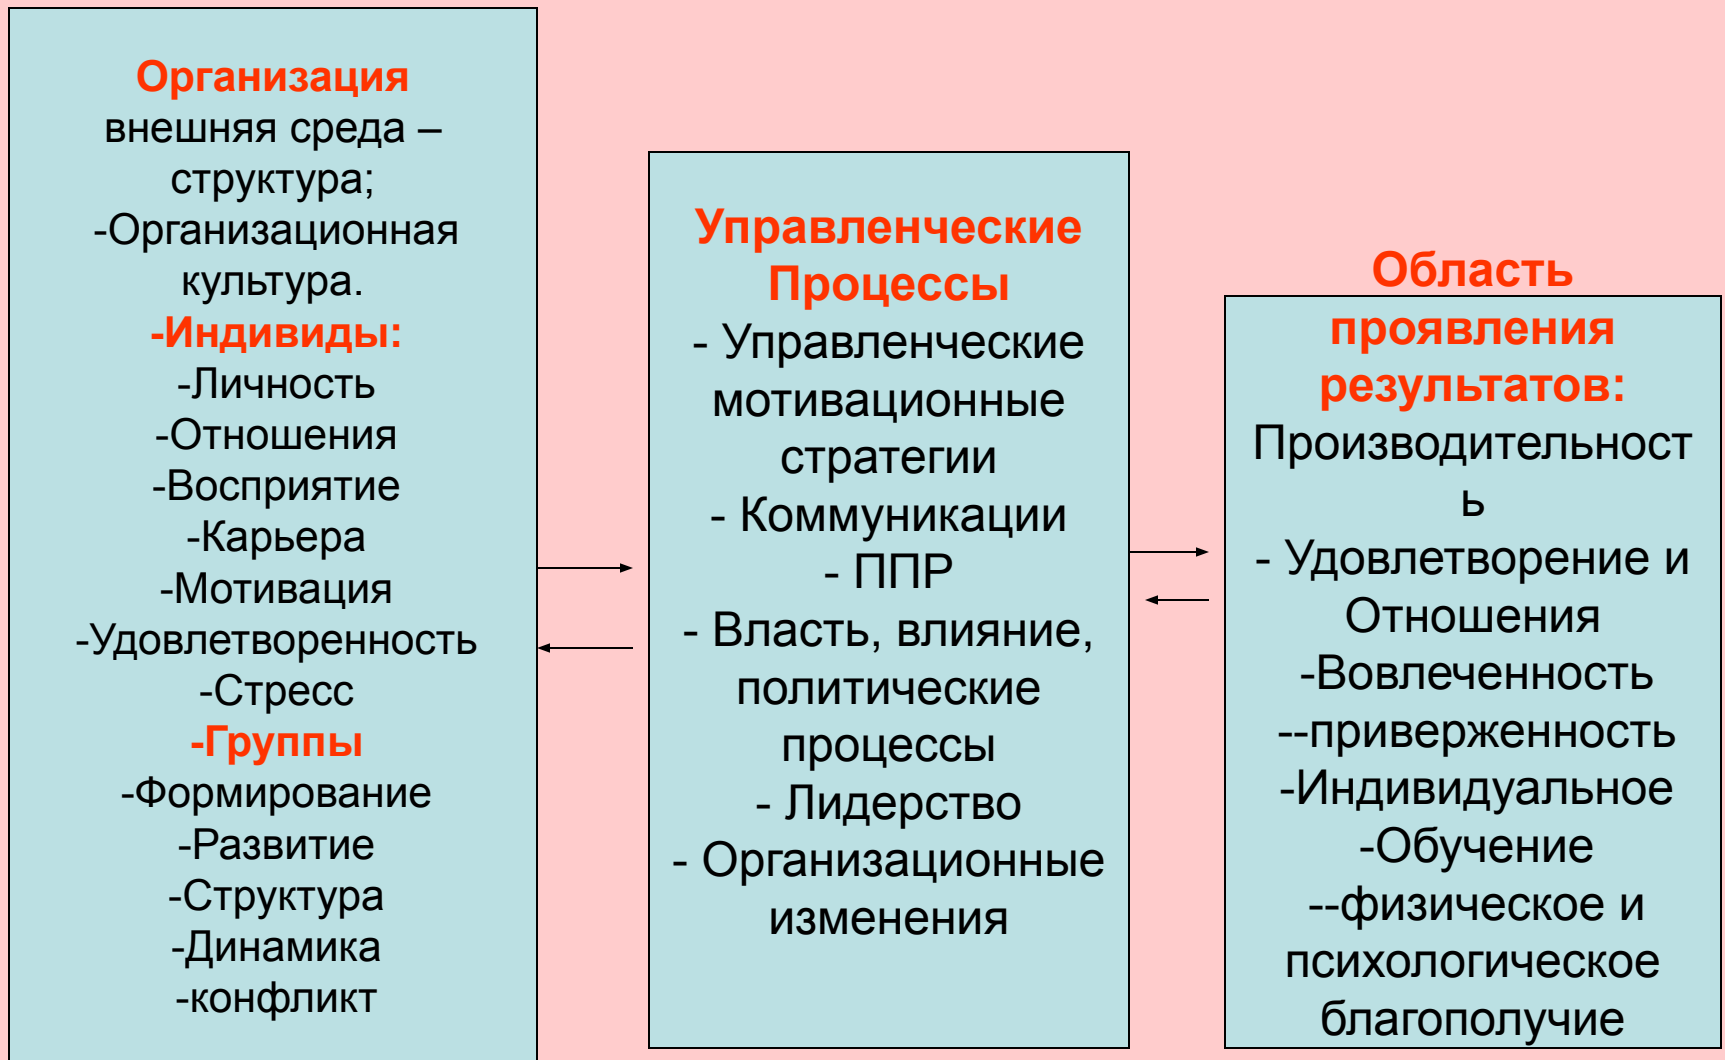 Организация
внешняя среда –
структура;
-Организационная
культура.
-Индивиды:
-Личность
-Отношения
-Восприятие
-Карьера
-Мотивация
-Удовлетворенность
-Стресс
-Группы
-Формирование
-Развитие
-Структура
-Динамика
-конфликт
Управленческие
Процессы
- Управленческие
мотивационные
стратегии
- Коммуникации
- ППР
- Власть, влияние,
политические
процессы
- Лидерство
- Организационные
изменения
Область
проявления
результатов:
Производительност
ь
- Удовлетворение и
Отношения
-Вовлеченность
--приверженность
-Индивидуальное
-Обучение
--физическое и
психологическое
благополучие